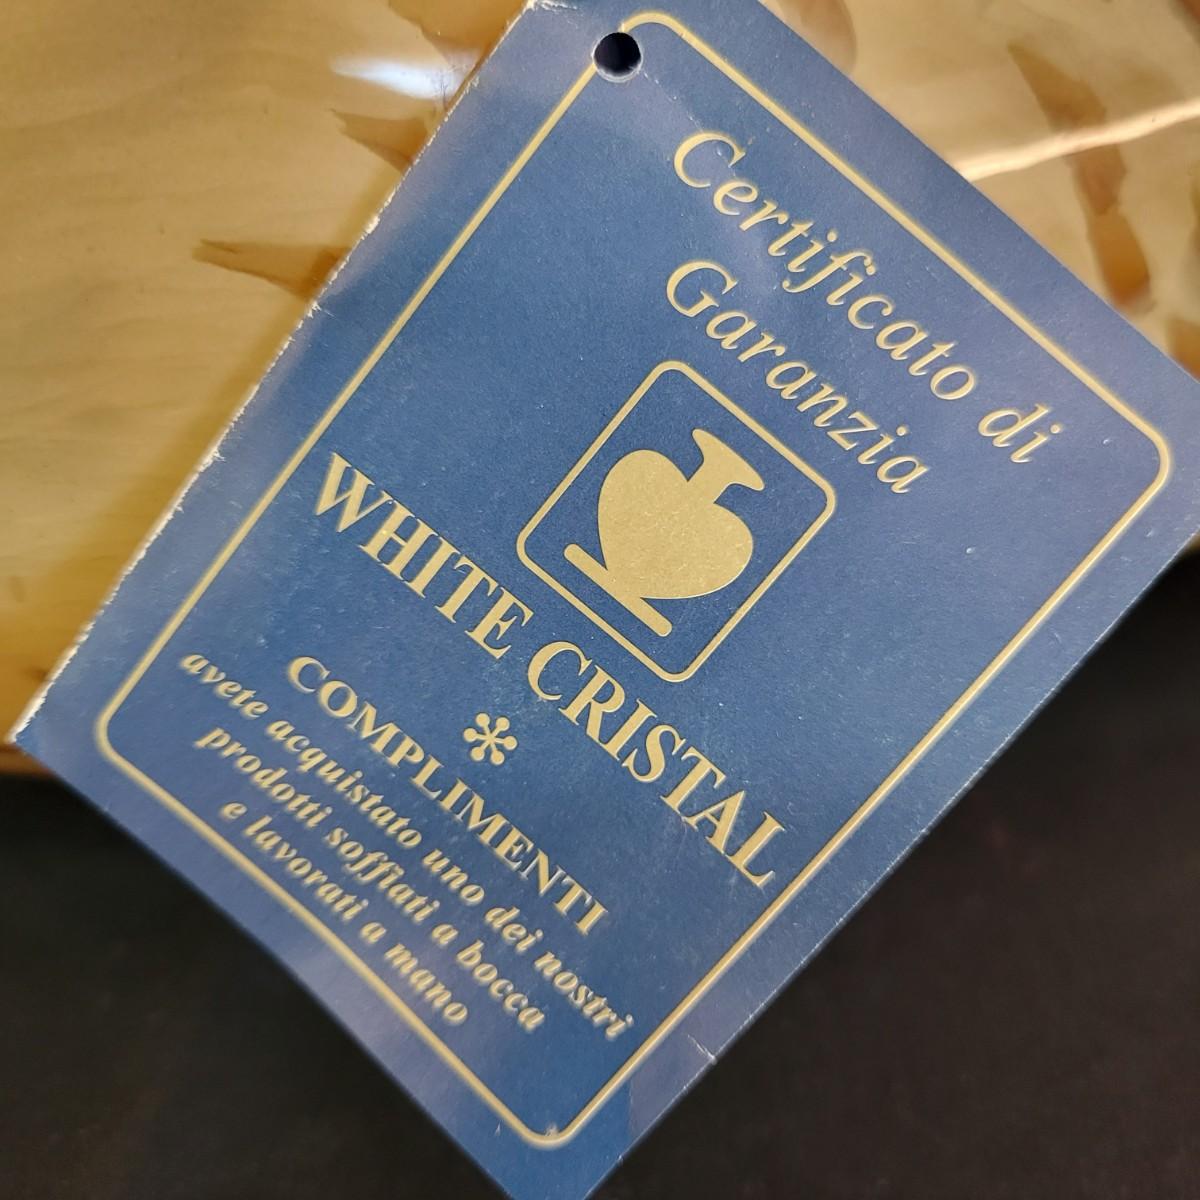 Certificato di
Garanzia
WHITE CRISTAL
*
COMPLIMENTI
avete acquistato uno dei nostri
prodotti soffiati a bocca
e lavorati a mano